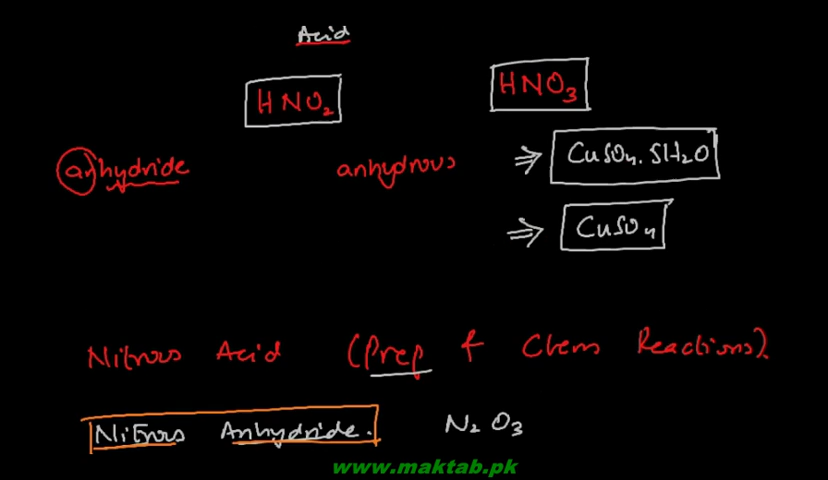 Acid
HNO2 HNO3
anhydride anhydrous ⇒ CuSO4.5H2O
⇒ CuSO4
Nitrous Acid (Prep & Chem Reactions)
Nitrous Anhydride. N2O3
www.maktab.pk